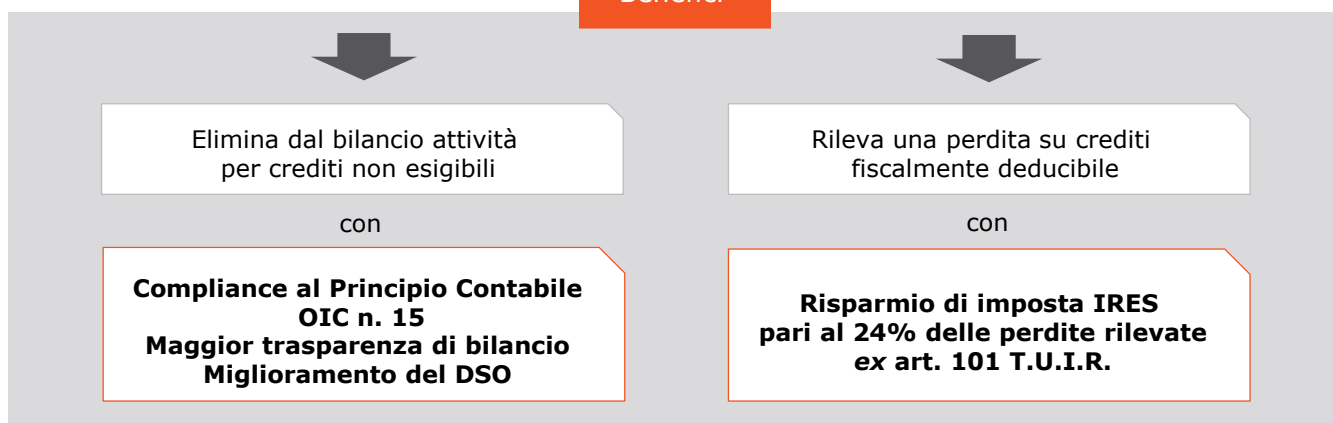 Benefici
Elimina dal bilancio attività
per crediti non esigibili
con
Compliance al Principio Contabile
OIC n. 15
Maggior trasparenza di bilancio
Miglioramento del DSO
Rileva una perdita su crediti
fiscalmente deducibile
con
Risparmio di imposta IRES
pari al 24% delle perdite rilevate
ex art. 101 T.U.I.R.